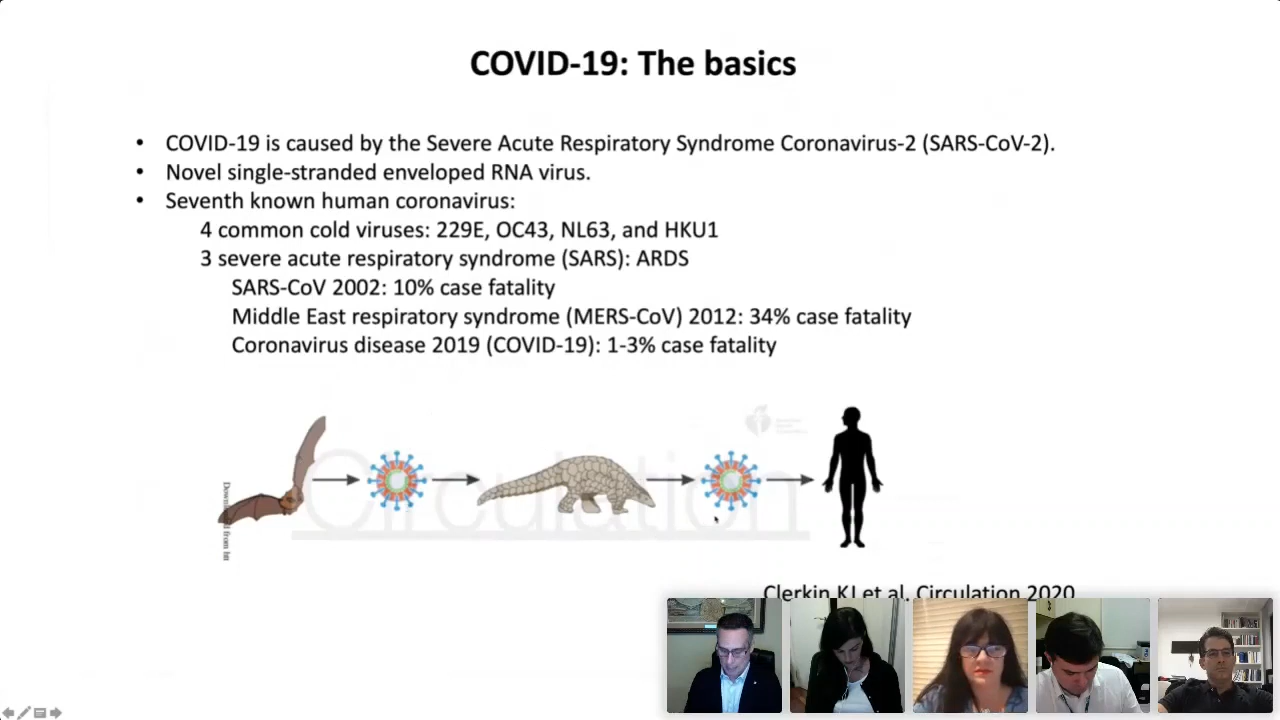 COVID-19: The basics
• COVID-19 is caused by the Severe Acute Respiratory Syndrome Coronavirus-2 (SARS-CoV-2).
• Novel single-stranded enveloped RNA virus.
• Seventh known human coronavirus:
4 common cold viruses: 229E, OC43, NL63, and HKU1
3 severe acute respiratory syndrome (SARS): ARDS
SARS-CoV 2002: 10% case fatality
Middle East respiratory syndrome (MERS-CoV) 2012: 34% case fatality
Coronavirus disease 2019 (COVID-19): 1-3% case fatality
Circulation
from
Clerkin KJ et al. Circulation 2020